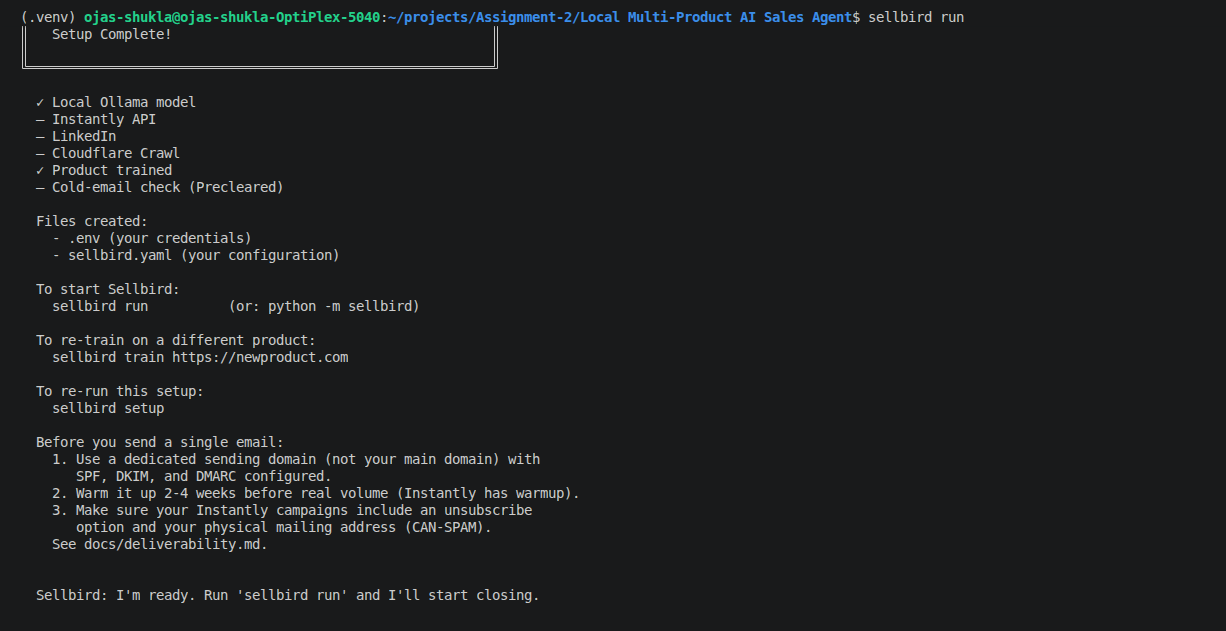 (.venv) ojas-shukla@ojas-shukla-OptiPlex-5040:~/projects/Assignment-2/Local Multi-Product AI Sales Agent$ sellbird run
Setup Complete!
✓ Local Ollama model
— Instantly API
— LinkedIn
— Cloudflare Crawl
✓ Product trained
— Cold-email check (Precleared)
Files created:
- .env (your credentials)
- sellbird.yaml (your configuration)
To start Sellbird:
sellbird run          (or: python -m sellbird)
To re-train on a different product:
sellbird train https://newproduct.com
To re-run this setup:
sellbird setup
Before you send a single email:
1. Use a dedicated sending domain (not your main domain) with
SPF, DKIM, and DMARC configured.
2. Warm it up 2-4 weeks before real volume (Instantly has warmup).
3. Make sure your Instantly campaigns include an unsubscribe
option and your physical mailing address (CAN-SPAM).
See docs/deliverability.md.
Sellbird: I'm ready. Run 'sellbird run' and I'll start closing.